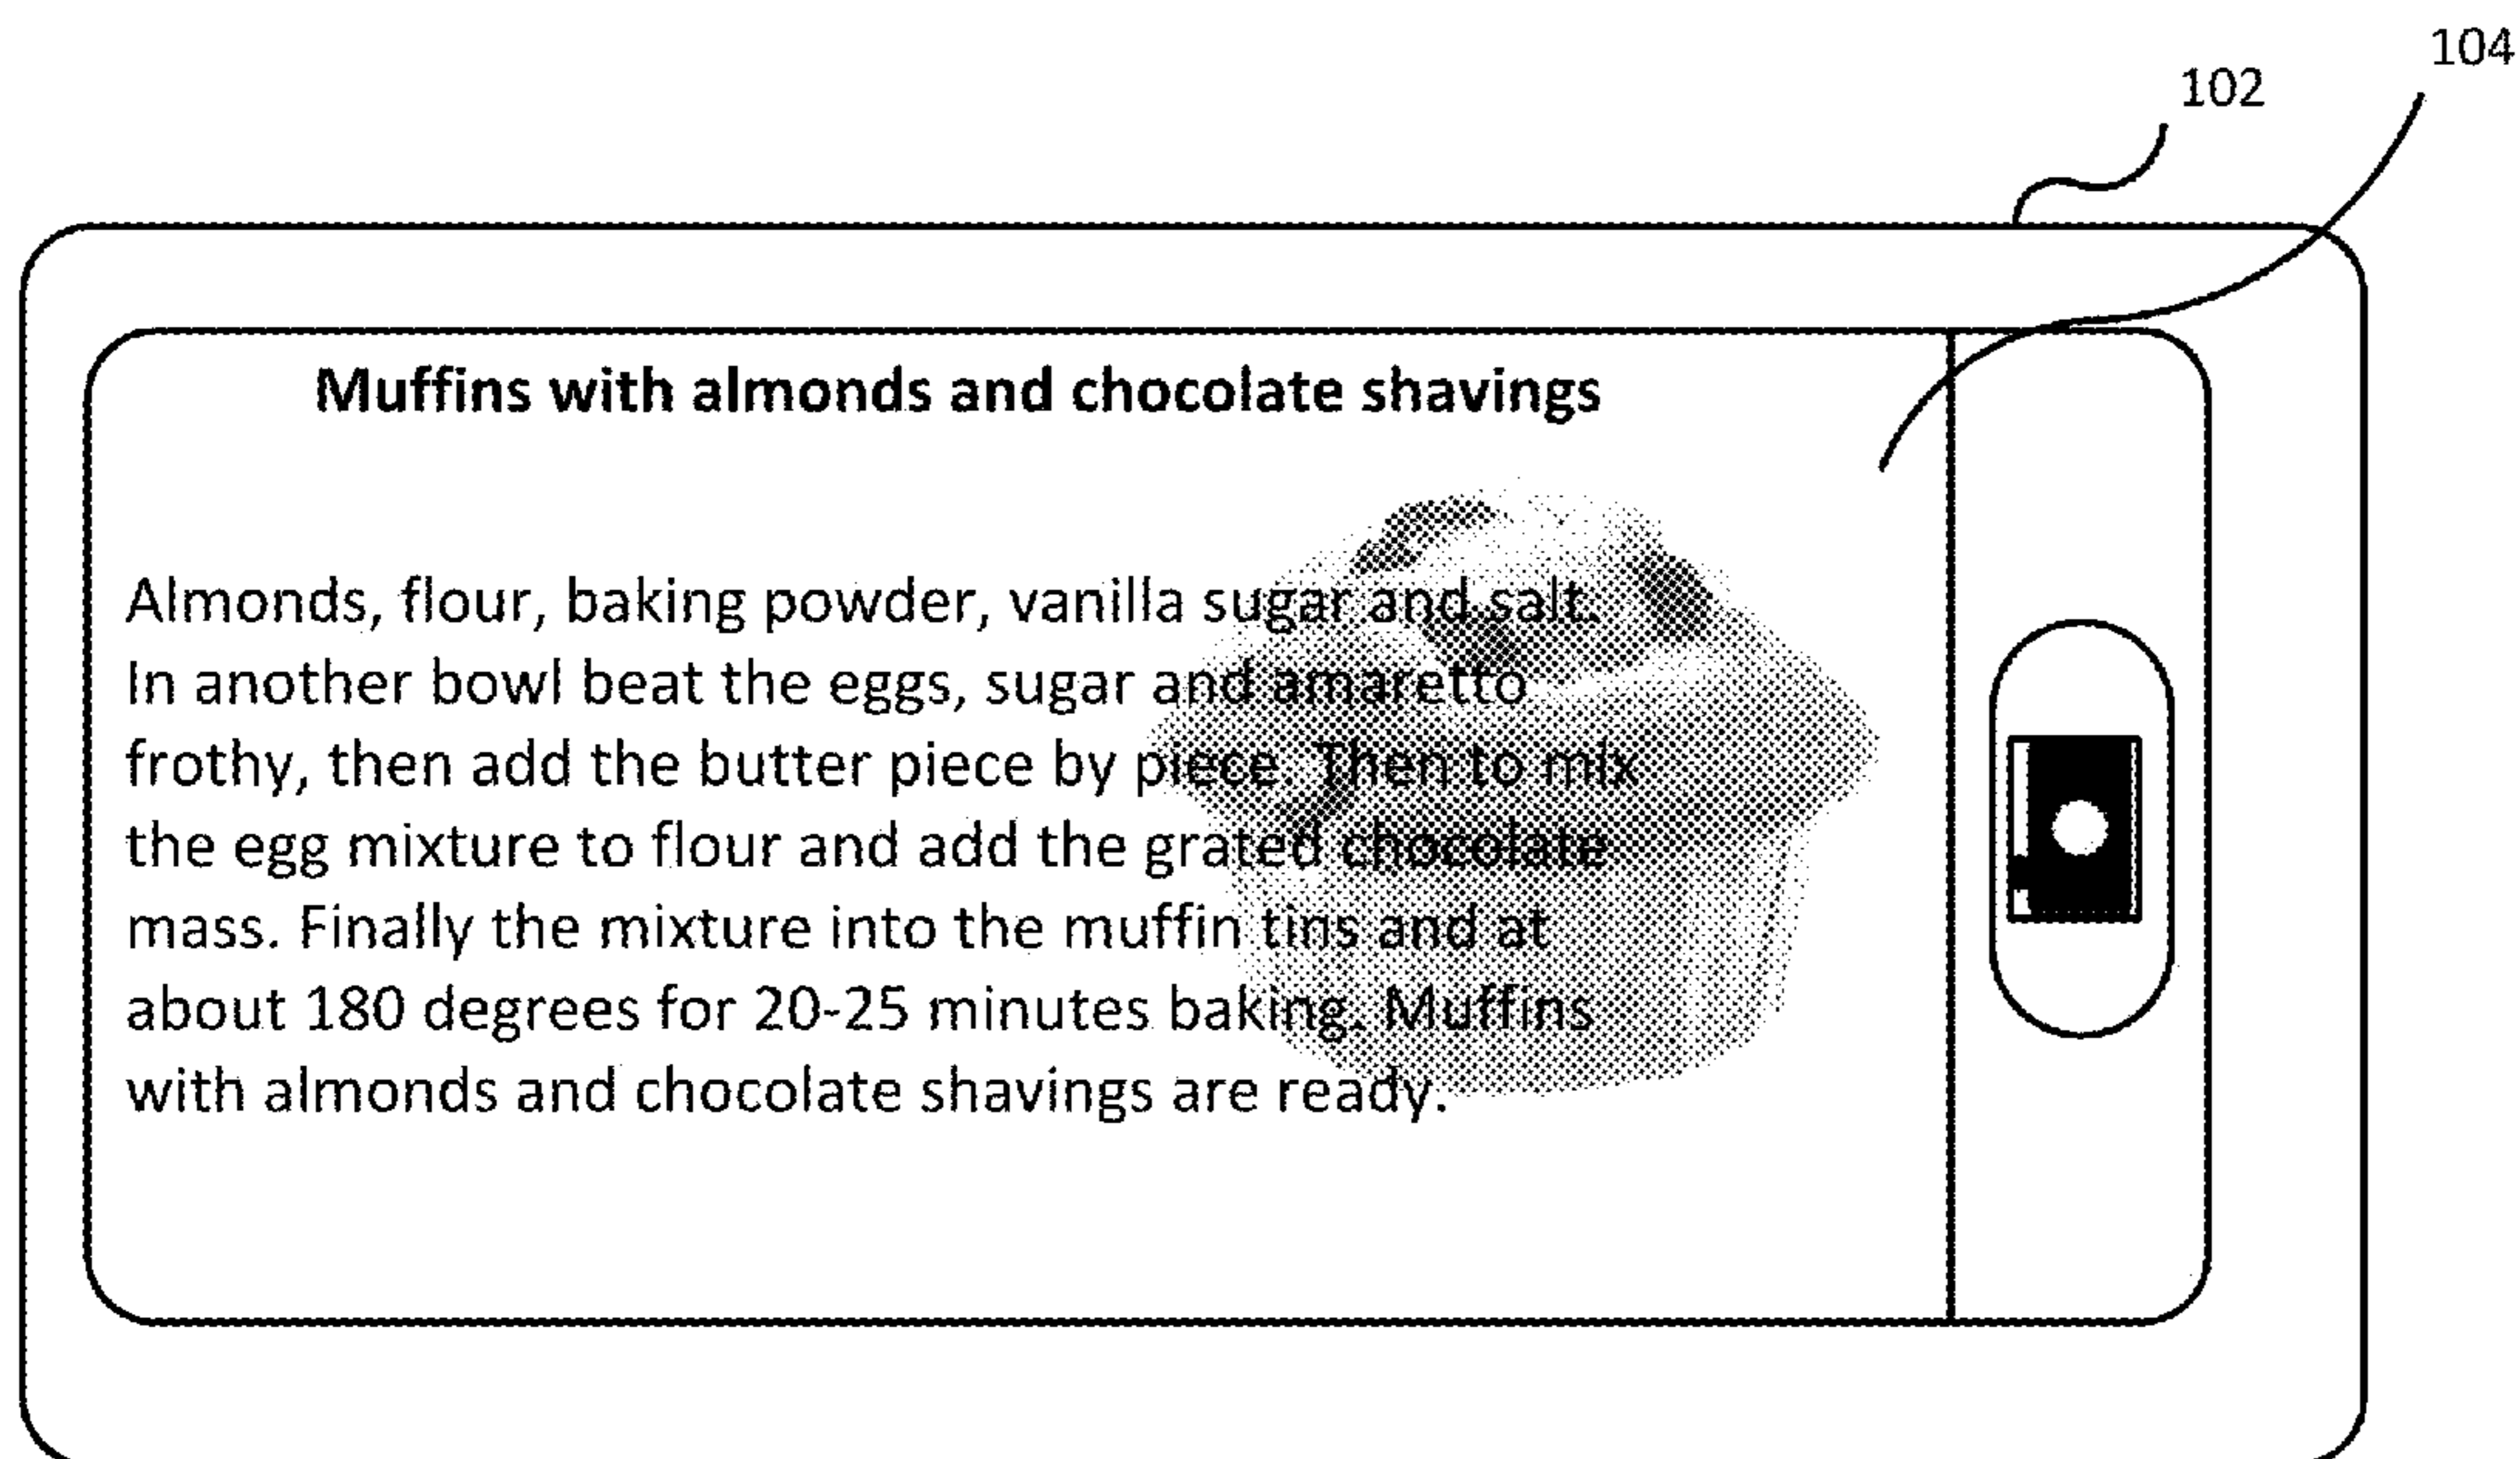 104
102
Muffins with almonds and chocolate shavings
Almonds, flour, baking powder, vanilla sugar and salt.
In another bowl beat the eggs, sugar and amaretto
frothy, then add the butter piece by piece. Then to mix
the egg mixture to flour and add the grated chocolate
mass. Finally the mixture into the muffin tins and at
about 180 degrees for 20-25 minutes baking. Muffins
with almonds and chocolate shavings are ready.